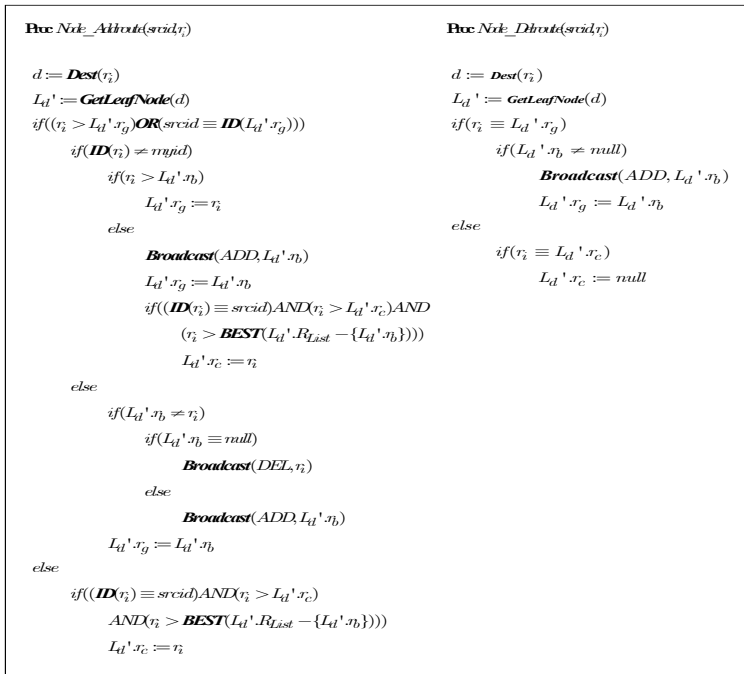 Proc Node_Addroute(srcid,r_i)
d := Dest(r_i)
L_d' := GetLeafNode(d)
if((r_i > L_d'.r_g)OR(srcid ≡ ID(L_d'.r_g)))
if(ID(r_i) ≠ myid)
if(r_i > L_d'.r_b)
L_d'.r_g := r_i
else
Broadcast(ADD, L_d'.r_b)
L_d'.r_g := L_d'.r_b
if((ID(r_i) ≡ srcid)AND(r_i > L_d'.r_c)AND
(r_i > BEST(L_d'.R_List − {L_d'.r_b})))
L_d'.r_c := r_i
else
if(L_d'.r_b ≠ r_i)
if(L_d'.r_b ≡ null)
Broadcast(DEL, r_i)
else
Broadcast(ADD, L_d'.r_b)
L_d'.r_g := L_d'.r_b
else
if((ID(r_i) ≡ srcid)AND(r_i > L_d'.r_c)
AND(r_i > BEST(L_d'.R_List − {L_d'.r_b})))
L_d'.r_c := r_i
Proc Node_Delroute(srcid,r_i)
d := Dest(r_i)
L_d' := GetLeafNode(d)
if(r_i ≡ L_d'.r_g)
if(L_d'.r_b ≠ null)
Broadcast(ADD, L_d'.r_b)
L_d'.r_g := L_d'.r_b
else
if(r_i ≡ L_d'.r_c)
L_d'.r_c := null